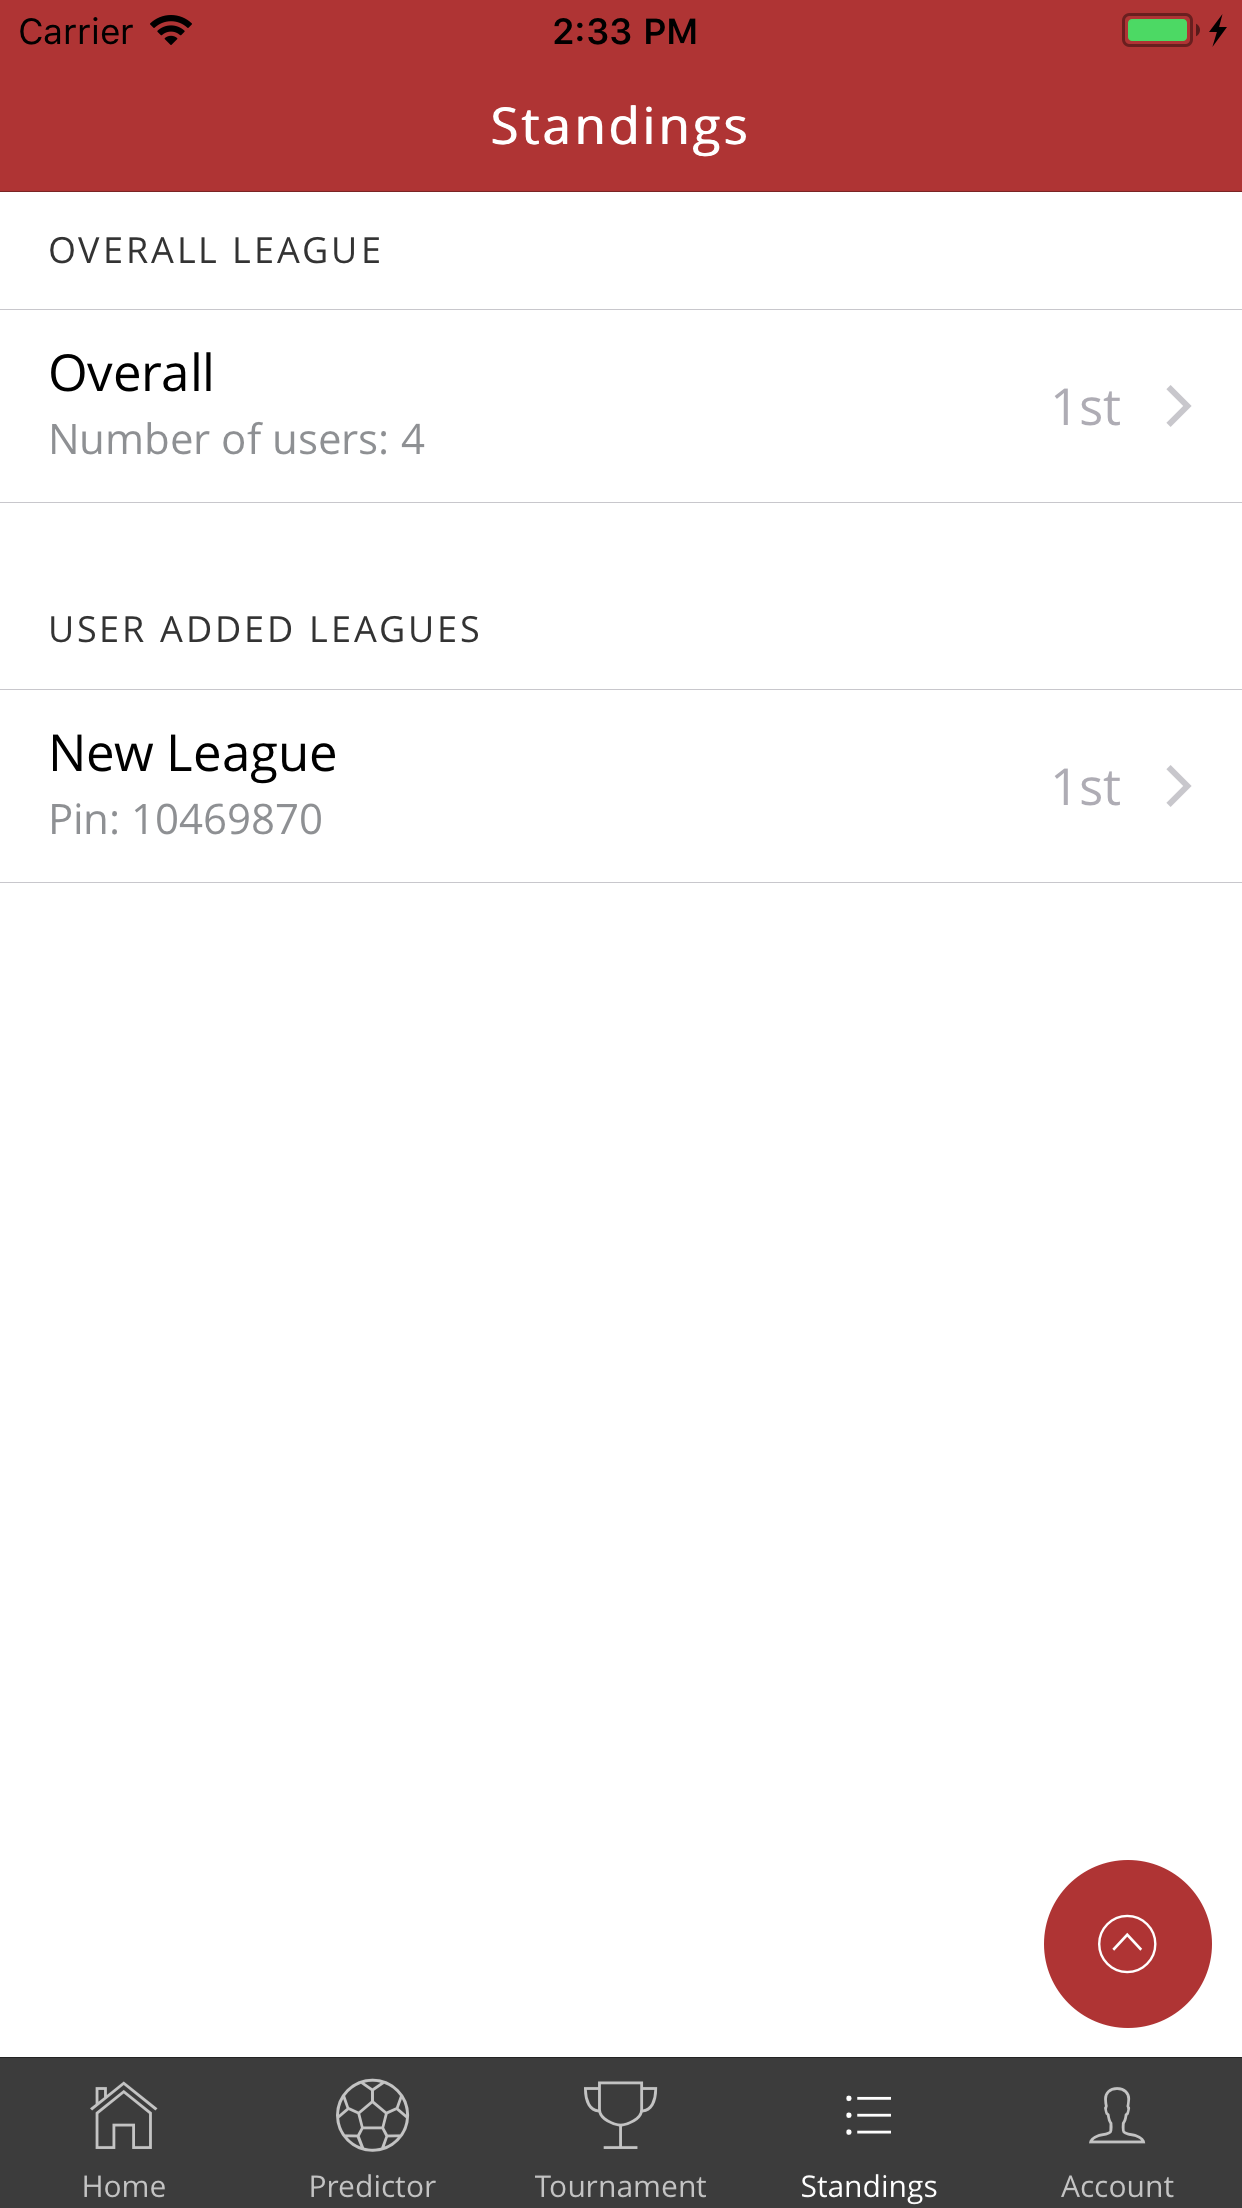 Carrier 2:33 PM
Standings
OVERALL LEAGUE
Overall
Number of users: 4
1st
USER ADDED LEAGUES
New League
Pin: 10469870
1st
Home Predictor Tournament Standings Account